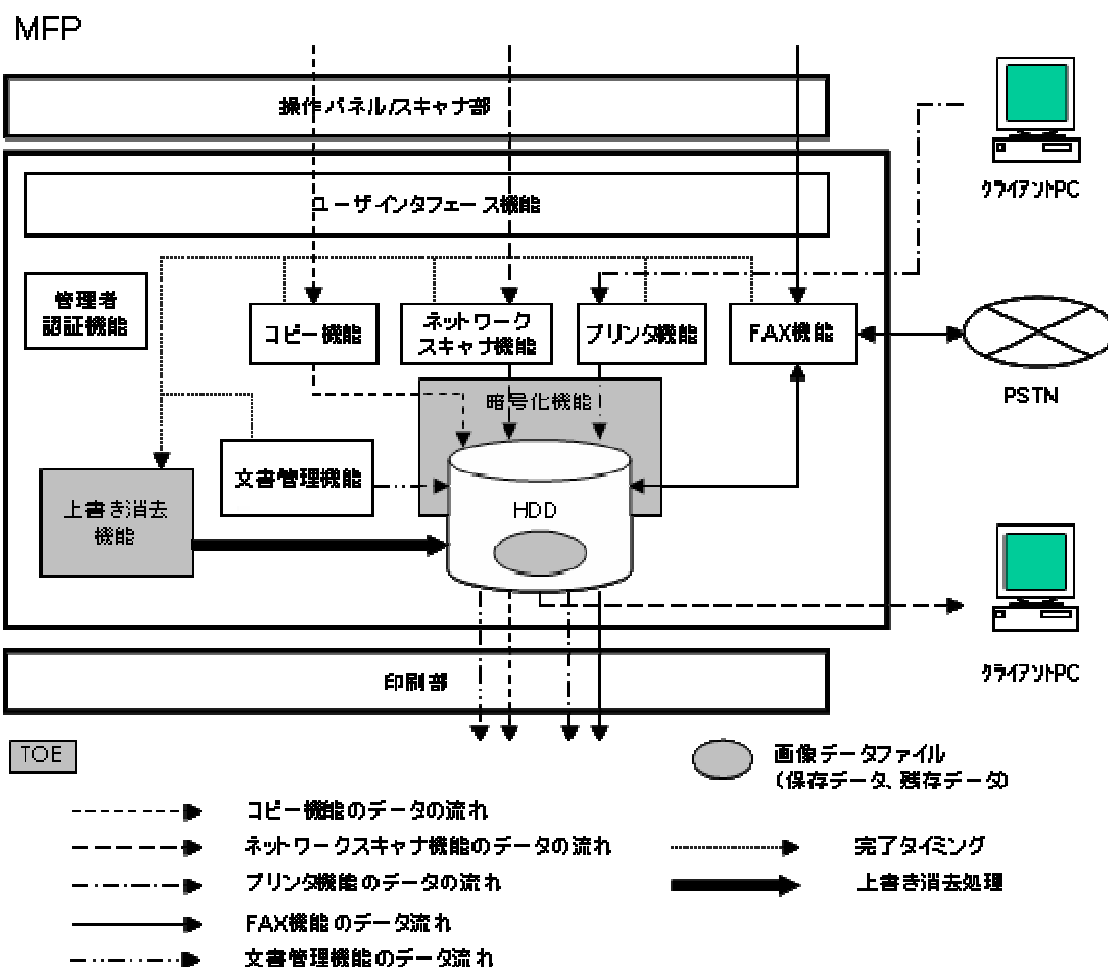 MFP
操作パネル/スキャナ部
クライアントPC
ユーザインタフェース機能
管理者
認証機能
コピー機能
ネットワーク
スキャナ機能
プリンタ機能
FAX機能
PSTN
暗号化機能
文書管理機能
上書き消去
機能
HDD
クライアントPC
印刷部
TOE
画像データファイル
(保存データ、残存データ)
コピー機能のデータの流れ
ネットワークスキャナ機能のデータの流れ
完了タイミング
プリンタ機能のデータの流れ
上書き消去処理
FAX機能のデータ流れ
文書管理機能のデータ流れ